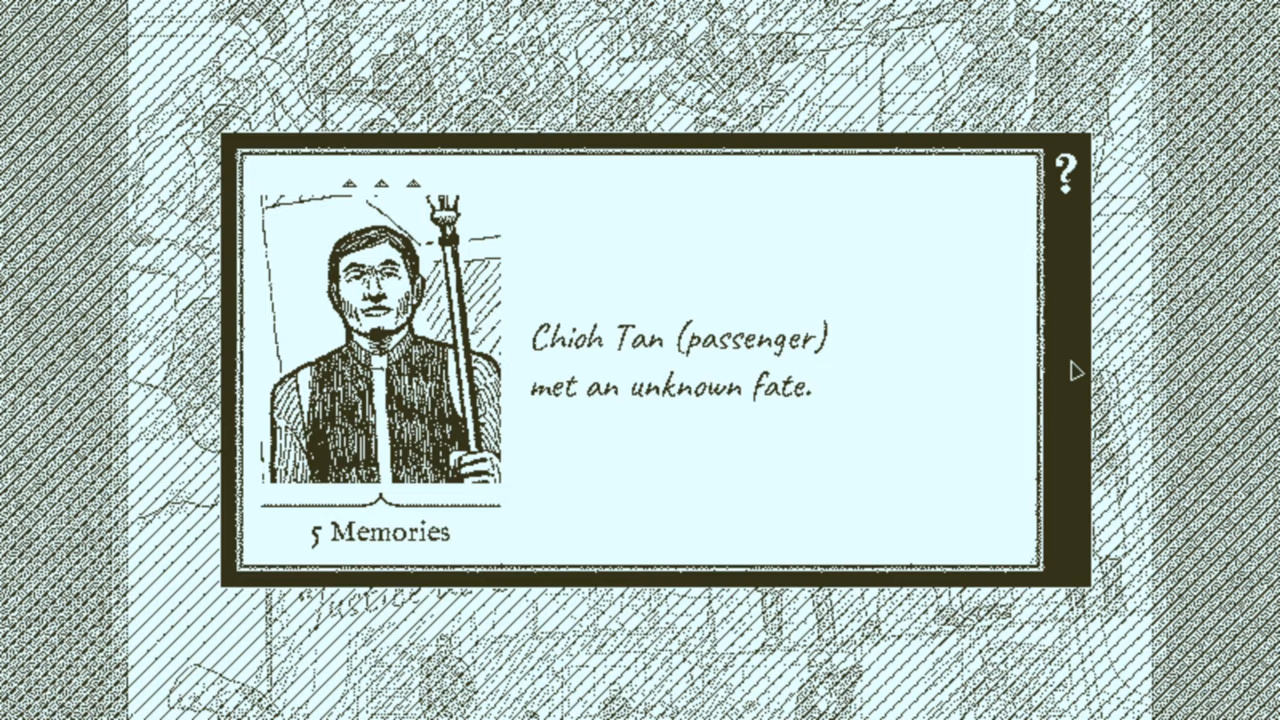 ?
Chioh Tan (passenger)
met an unknown fate.
5 Memories